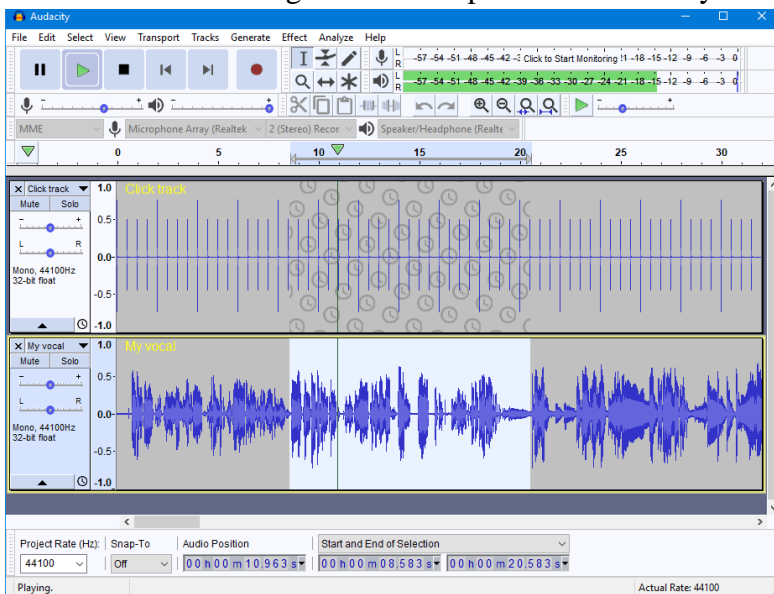 Audacity
File Edit Select View Transport Tracks Generate Effect Analyze Help
L R -57 -54 -51 -48 -45 -42 -3 Click to Start Monitoring !1 -18 -15 -12 -9 -6 -3 0
L R -57 -54 -51 -48 -45 -42 -39 -36 -33 -30 -27 -24 -21 -18 -15 -12 -9 -6 -3 0
MME Microphone Array (Realtek 2 (Stereo) Recor Speaker/Headphone (Realte
0 5 10 15 20 25 30
Click track 1.0 Click track
Mute Solo
- + 0.5
L R 0.0
Mono, 44100Hz
32-bit float -0.5
-1.0
My vocal 1.0 My vocal
Mute Solo
- + 0.5
L R 0.0
Mono, 44100Hz
32-bit float -0.5
-1.0
Project Rate (Hz): Snap-To Audio Position Start and End of Selection
44100 Off 00 h 00 m 10.963 s 00 h 00 m 08.583 s 00 h 00 m 20.583 s
Playing. Actual Rate: 44100